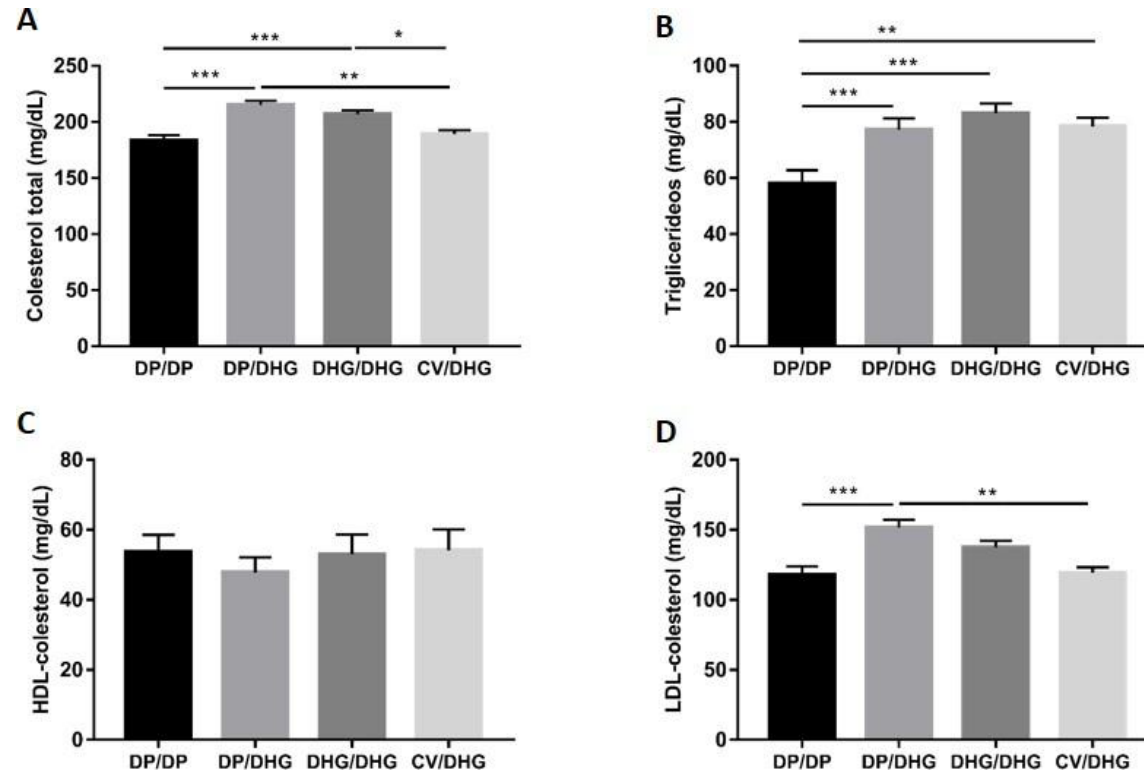 A
Colesterol total (mg/dL)
250
200
150
100
50
0
***
*
***
**
DP/DP DP/DHG DHG/DHG CV/DHG
B
Triglicerídeos (mg/dL)
100
80
60
40
20
0
**
***
***
DP/DP DP/DHG DHG/DHG CV/DHG
C
HDL-colesterol (mg/dL)
80
60
40
20
0
DP/DP DP/DHG DHG/DHG CV/DHG
D
LDL-colesterol (mg/dL)
200
150
100
50
0
***
**
DP/DP DP/DHG DHG/DHG CV/DHG